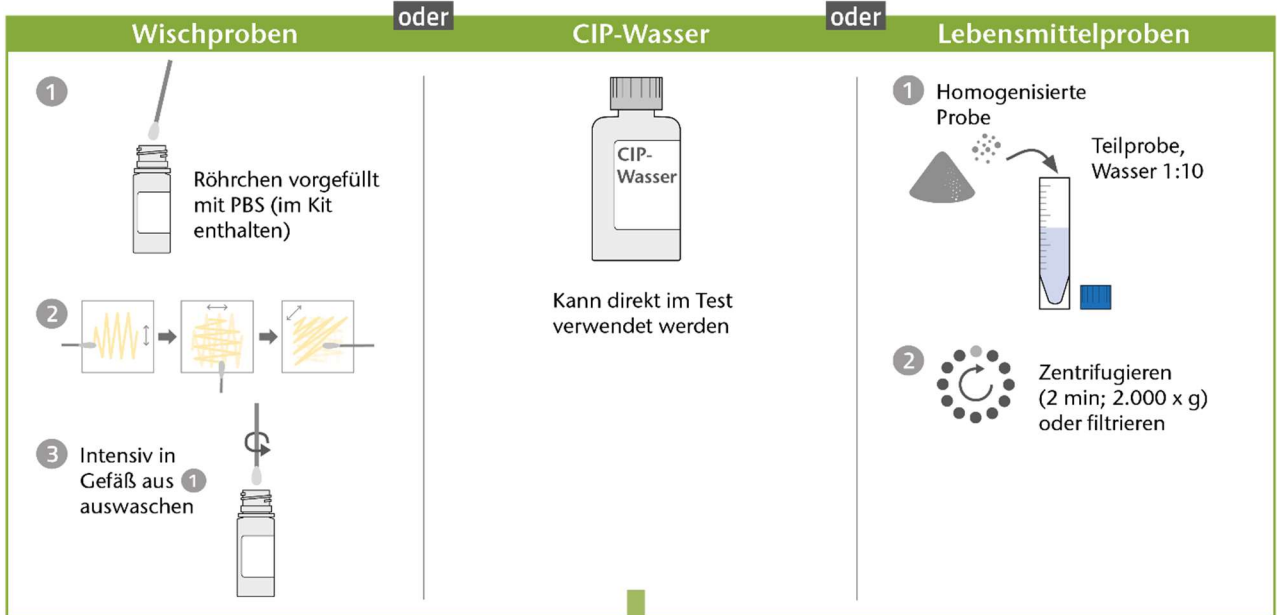 oder
oder
Wischproben
CIP-Wasser
Lebensmittelproben
1
Röhrchen vorgefüllt
mit PBS (im Kit
enthalten)
2
3 Intensiv in
Gefäß aus 1
auswaschen
CIP-
Wasser
Kann direkt im Test
verwendet werden
1 Homogenisierte
Probe
Teilprobe,
Wasser 1:10
2
Zentrifugieren
(2 min; 2.000 x g)
oder filtrieren